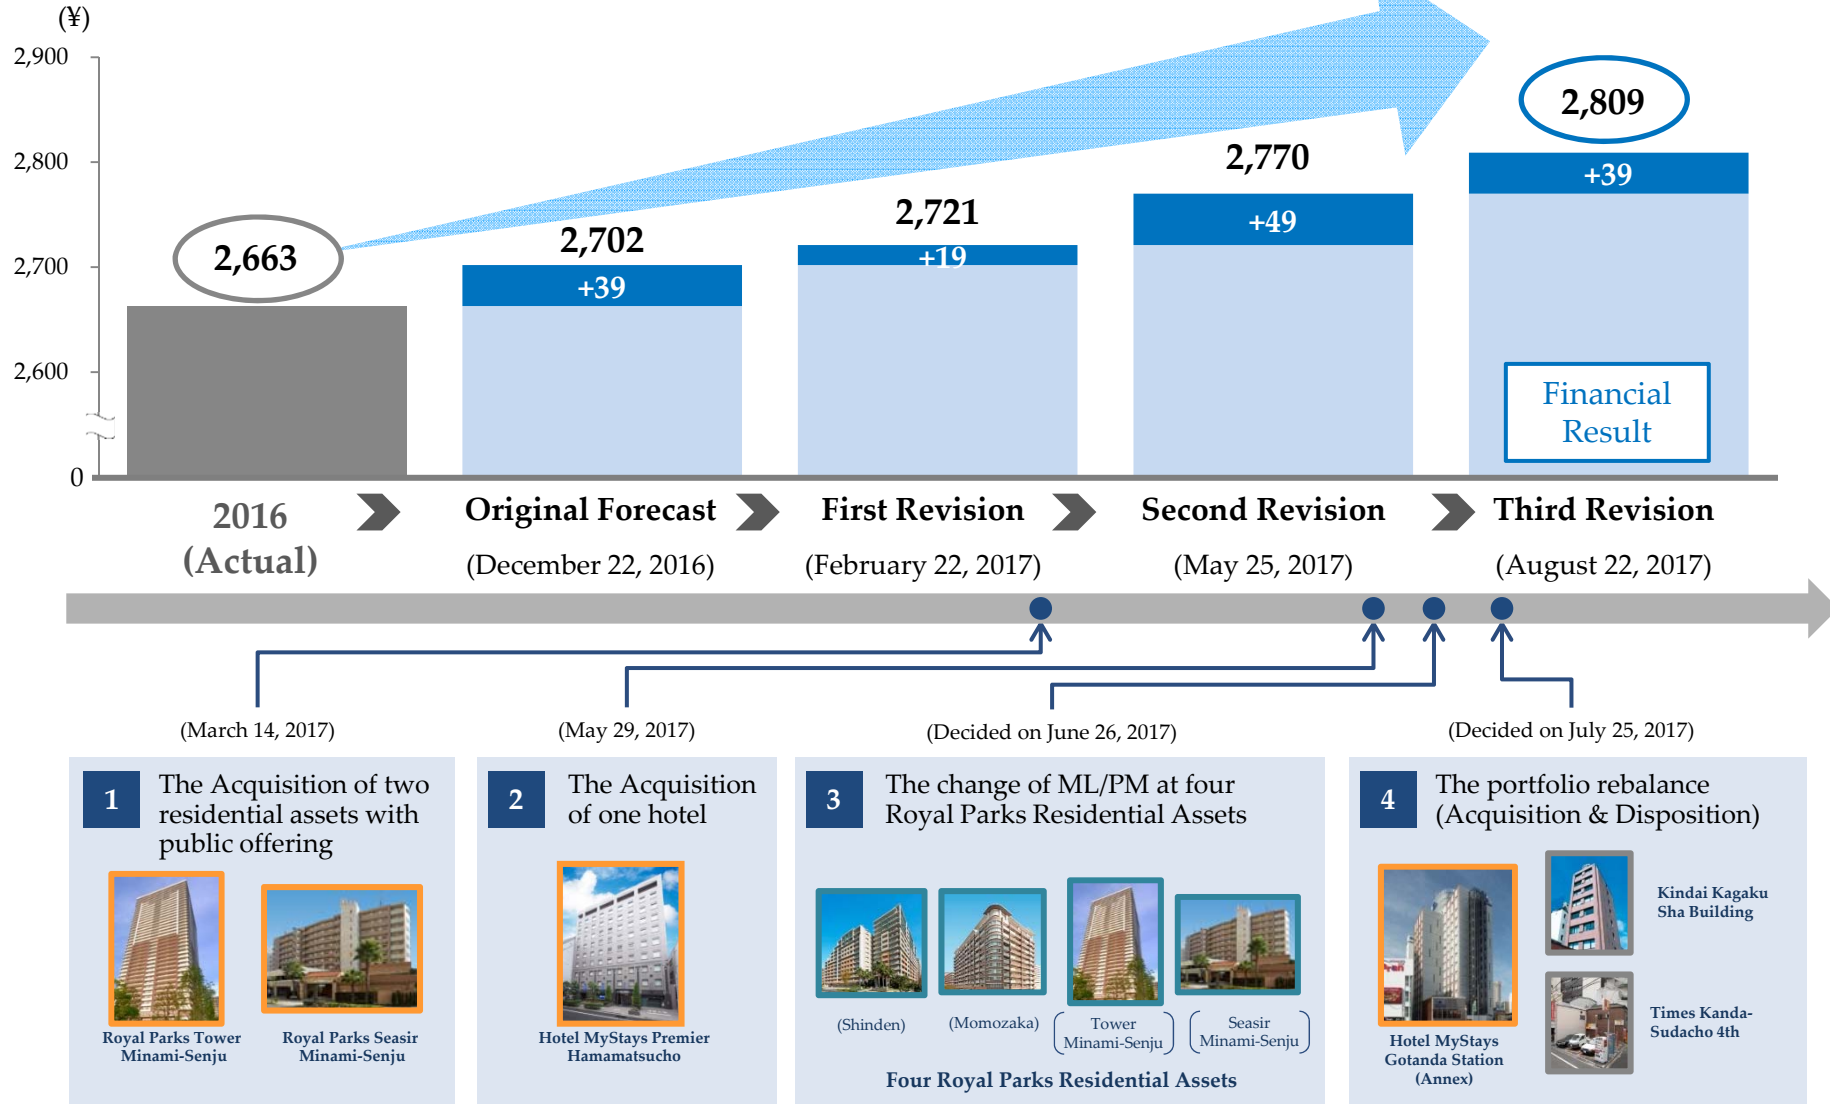 (¥)
2,900
2,800
2,700
2,600
0
2,663
2,702
+39
2,721
+19
2,770
+49
2,809
+39
Financial
Result
2016
(Actual)
Original Forecast
(December 22, 2016)
First Revision
(February 22, 2017)
Second Revision
(May 25, 2017)
Third Revision
(August 22, 2017)
(March 14, 2017)
(May 29, 2017)
(Decided on June 26, 2017)
(Decided on July 25, 2017)
1
The Acquisition of two
residential assets with
public offering
Royal Parks Tower
Minami-Senju
Royal Parks Seasir
Minami-Senju
2
The Acquisition
of one hotel
Hotel MyStays Premier
Hamamatsucho
3
The change of ML/PM at four
Royal Parks Residential Assets
(Shinden)
(Momozaka)
Tower
Minami-Senju
Seasir
Minami-Senju
Four Royal Parks Residential Assets
4
The portfolio rebalance
(Acquisition & Disposition)
Hotel MyStays
Gotanda Station
(Annex)
Kindai Kagaku
Sha Building
Times Kanda-
Sudacho 4th